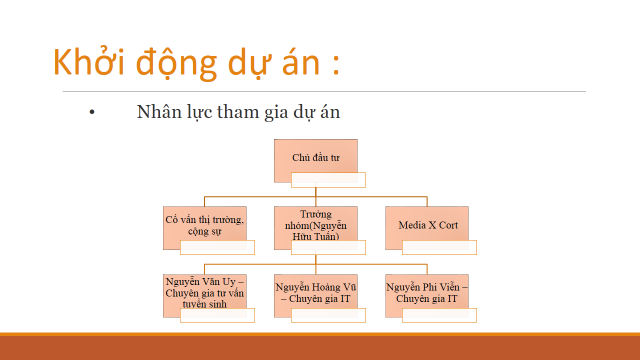 Khởi động dự án :
• Nhân lực tham gia dự án
Chủ đầu tư
Cố vấn thị trường,
cộng sự
Trưởng
nhóm(Nguyễn
Hữu Tuấn)
Media X Cort
Nguyễn Văn Uy –
Chuyên gia tư vấn
tuyển sinh
Nguyễn Hoàng Vũ
– Chuyên gia IT
Nguyễn Phi Viễn –
Chuyên gia IT